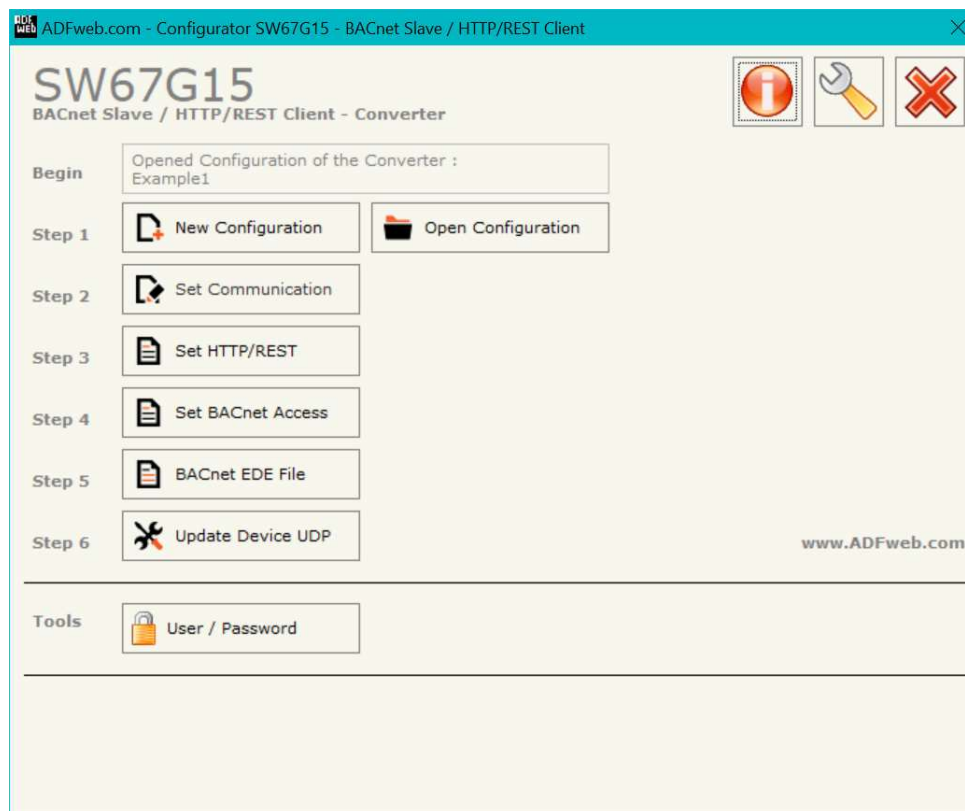 ADF
WEB
ADFweb.com - Configurator SW67G15 - BACnet Slave / HTTP/REST Client
SW67G15
BACnet Slave / HTTP/REST Client - Converter
Begin
Opened Configuration of the Converter :
Example1
Step 1
New Configuration
Open Configuration
Step 2
Set Communication
Step 3
Set HTTP/REST
Step 4
Set BACnet Access
Step 5
BACnet EDE File
Step 6
Update Device UDP
www.ADFweb.com
Tools
User / Password